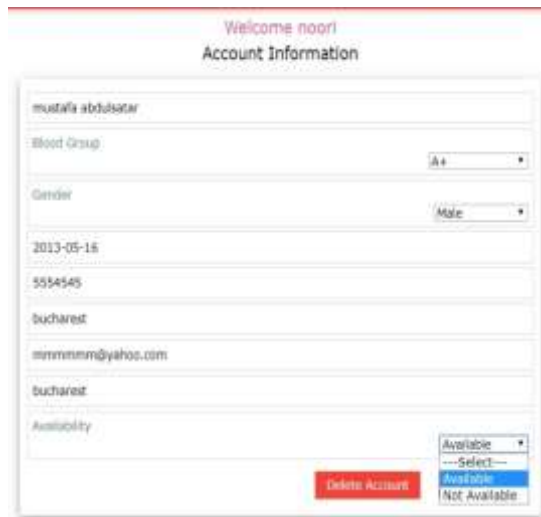 Welcome noor!
Account Information
mustafa abdulsatar
Blood Group
A+
Gender
Male
2013-05-16
5554545
bucharest
mmmmmm@yahoo.com
bucharest
Availability
Available
---Select---
Available
Delete Account
Not Available